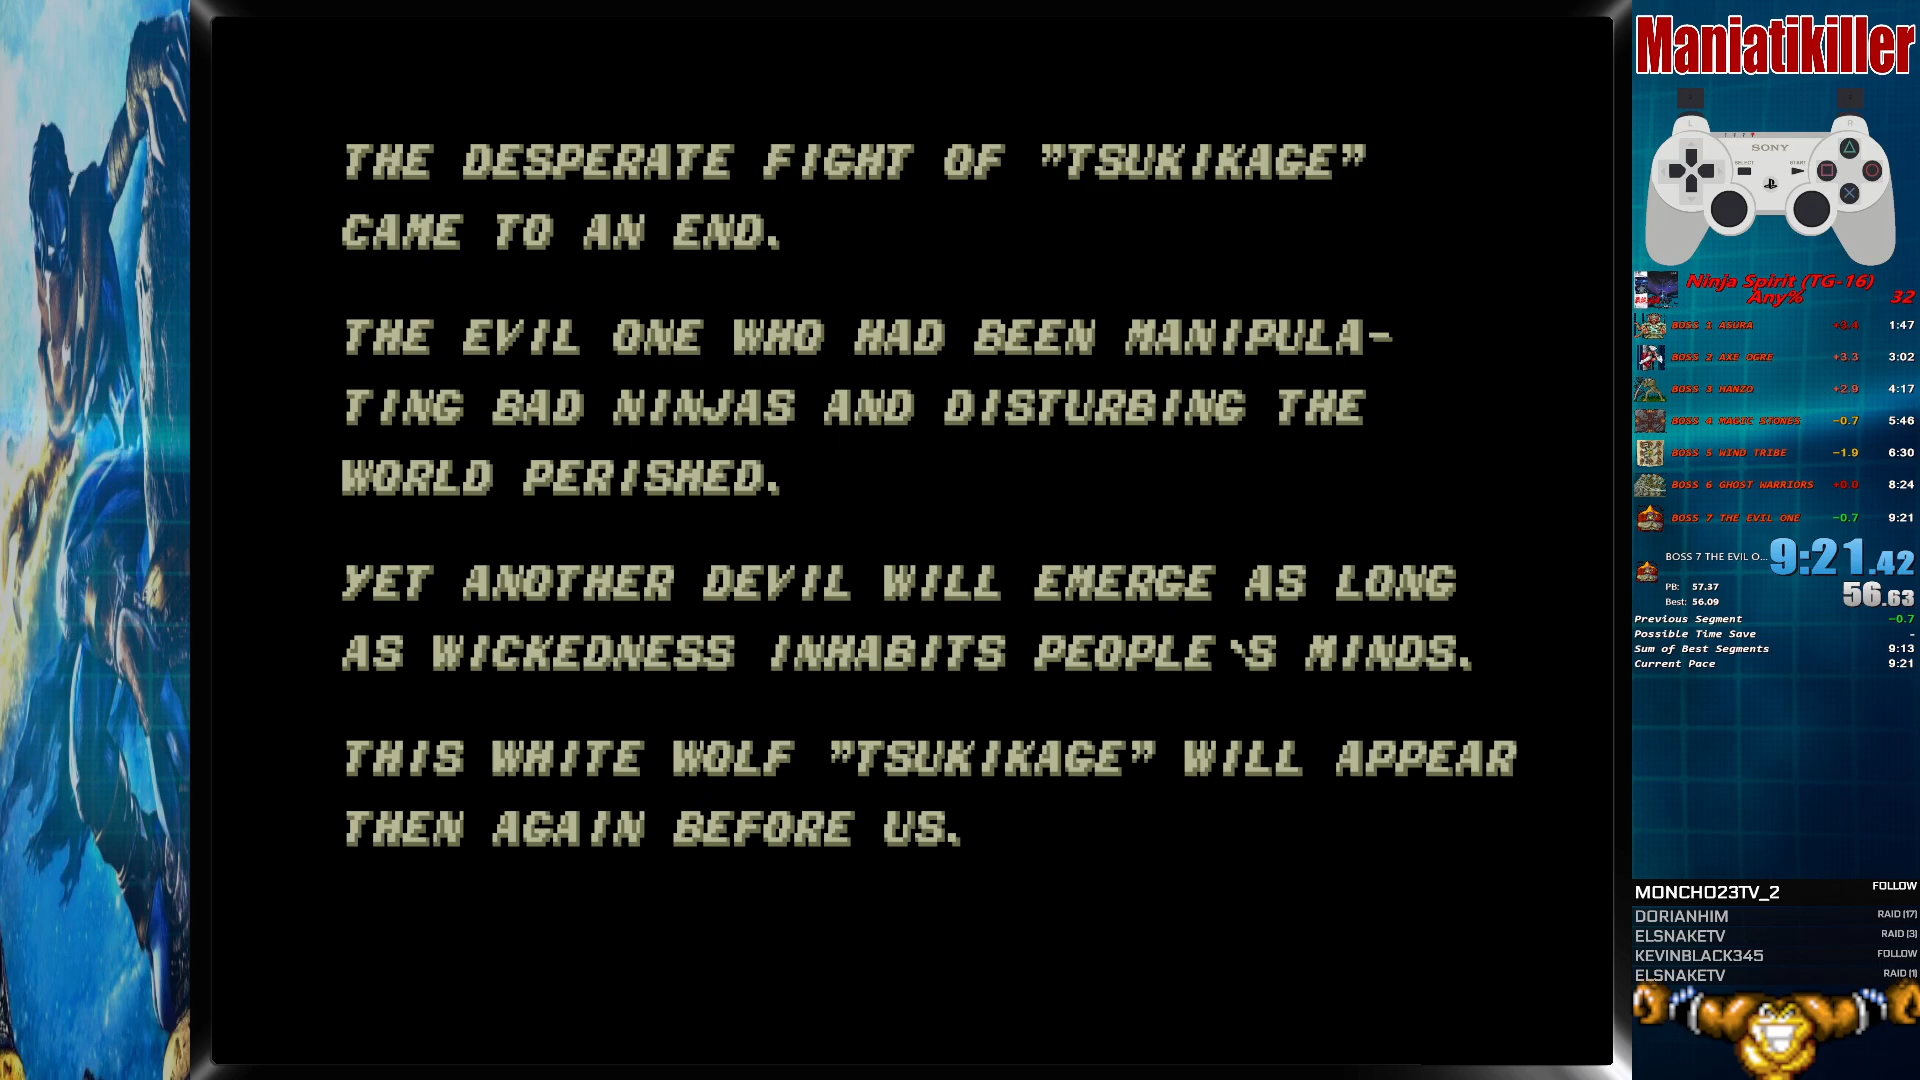 THE DESPERATE FIGHT OF "TSUKIKAGE"
CAME TO AN END.
THE EVIL ONE WHO HAD BEEN MANIPULA-
TING BAD NINJAS AND DISTURBING THE
WORLD PERISHED.
YET ANOTHER DEVIL WILL EMERGE AS LONG
AS WICKEDNESS INHABITS PEOPLE'S MINDS.
THIS WHITE WOLF "TSUKIKAGE" WILL APPEAR
THEN AGAIN BEFORE US.
Maniatikiller
L R
SONY
SELECT START
Ninja Spirit (TG-16)
Any% 32
BOSS 1 ASURA +3.4 1:47
BOSS 2 AXE OGRE +3.3 3:02
BOSS 3 HANZO +2.9 4:17
BOSS 4 MAGIC STONES -0.7 5:46
BOSS 5 WIND TRIBE -1.9 6:30
BOSS 6 GHOST WARRIORS +0.0 8:24
BOSS 7 THE EVIL ONE -0.7 9:21
BOSS 7 THE EVIL O... 9:21.42
PB: 57.37 56.63
Best: 56.09
Previous Segment -0.7
Possible Time Save -
Sum of Best Segments 9:13
Current Pace 9:21
MONCHO23TV_2 FOLLOW
DORIANHIM RAID (17)
ELSNAKETV RAID (3)
KEVINBLACK345 FOLLOW
ELSNAKETV RAID (1)